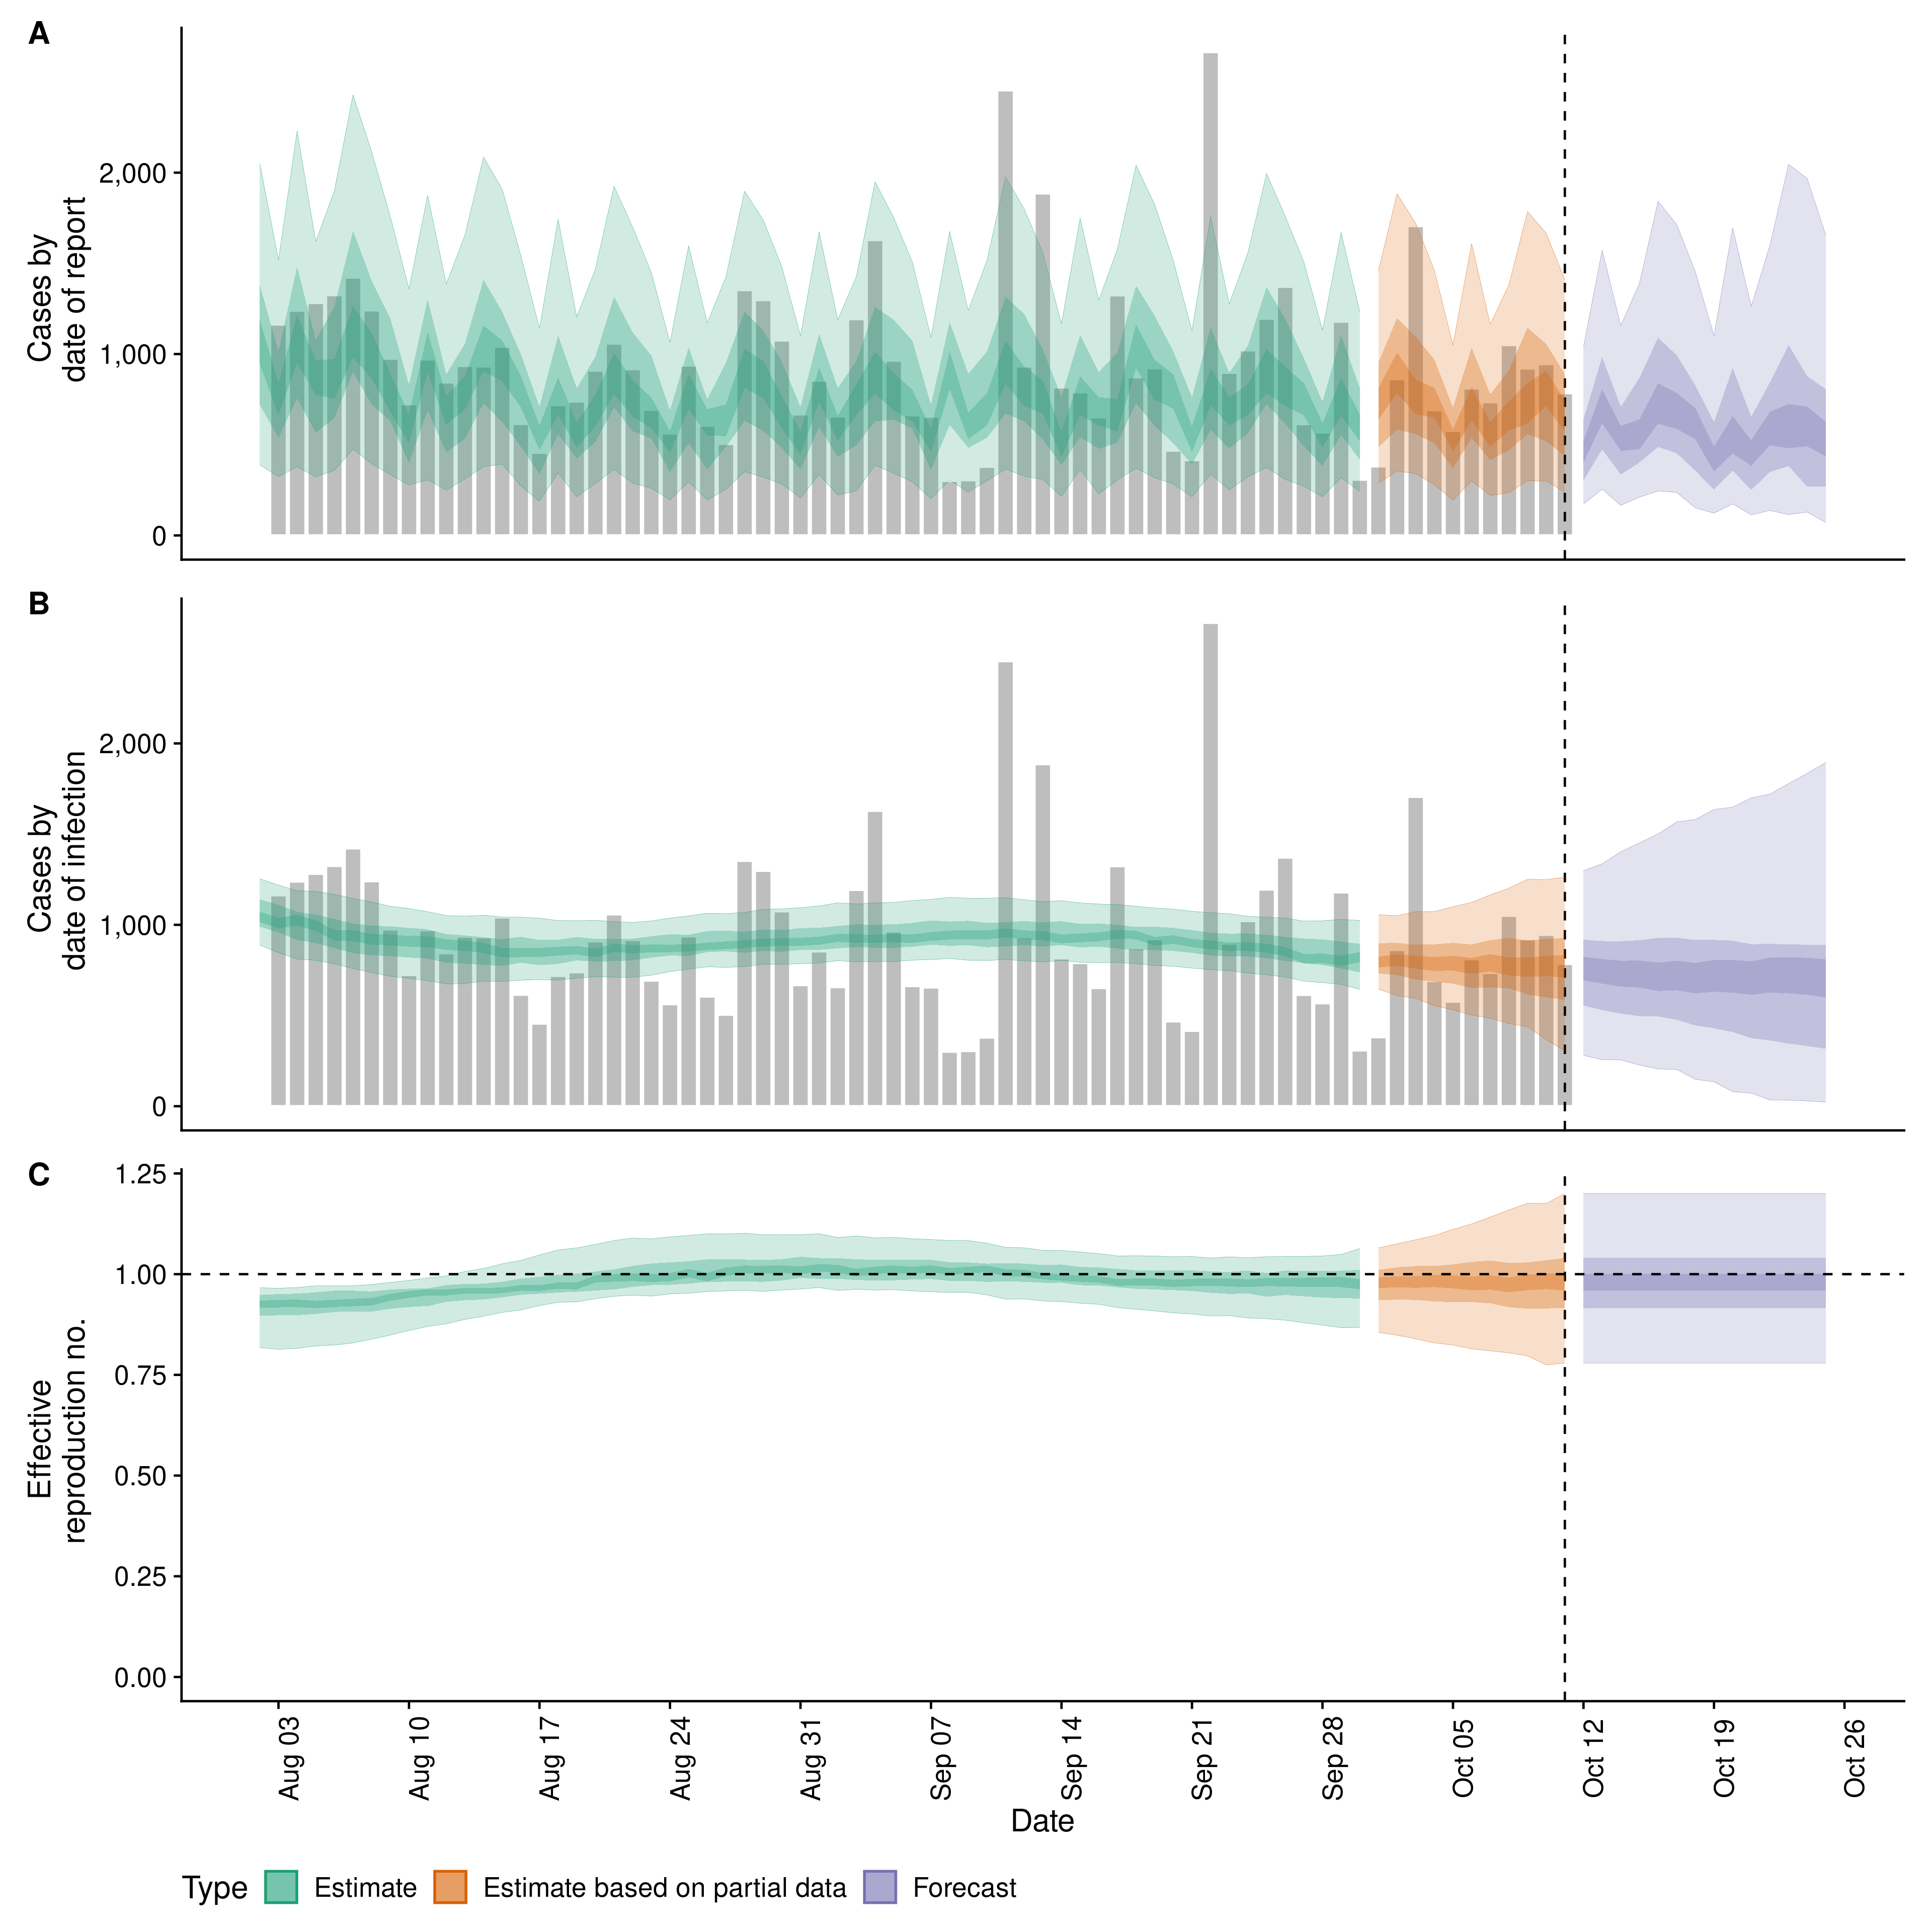 A
Cases by
date of report
2,000
1,000
0
B
Cases by
date of infection
2,000
1,000
0
C
Effective
reproduction no.
1.25
1.00
0.75
0.50
0.25
0.00
Aug 03
Aug 10
Aug 17
Aug 24
Aug 31
Sep 07
Sep 14
Sep 21
Sep 28
Oct 05
Oct 12
Oct 19
Oct 26
Date
Type Estimate Estimate based on partial data Forecast